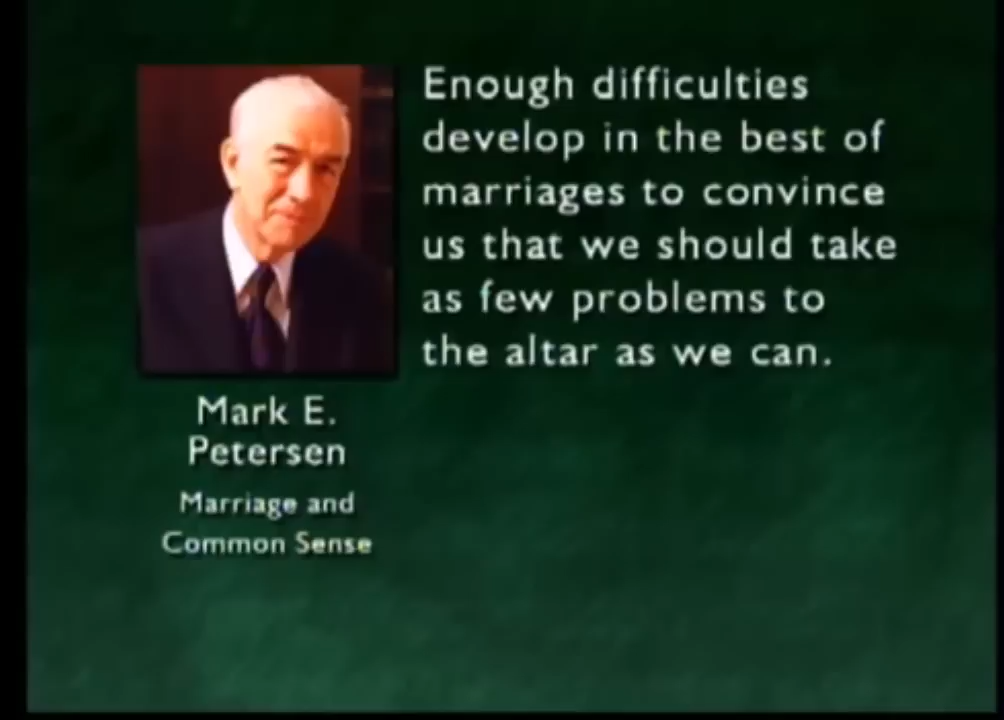 Enough difficulties
develop in the best of
marriages to convince
us that we should take
as few problems to
the altar as we can.
Mark E.
Petersen
Marriage and
Common Sense